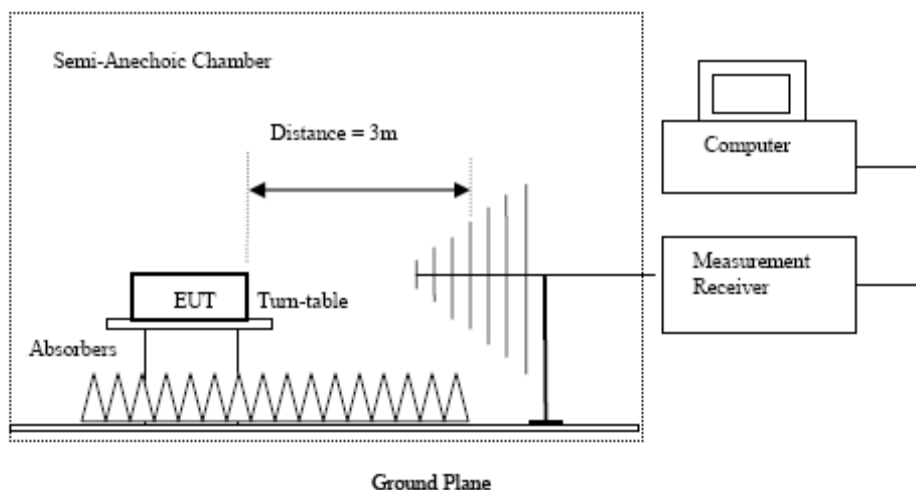 Semi-Anechoic Chamber
Distance = 3m
Computer
Measurement
Receiver
EUT
Turn-table
Absorbers
Ground Plane